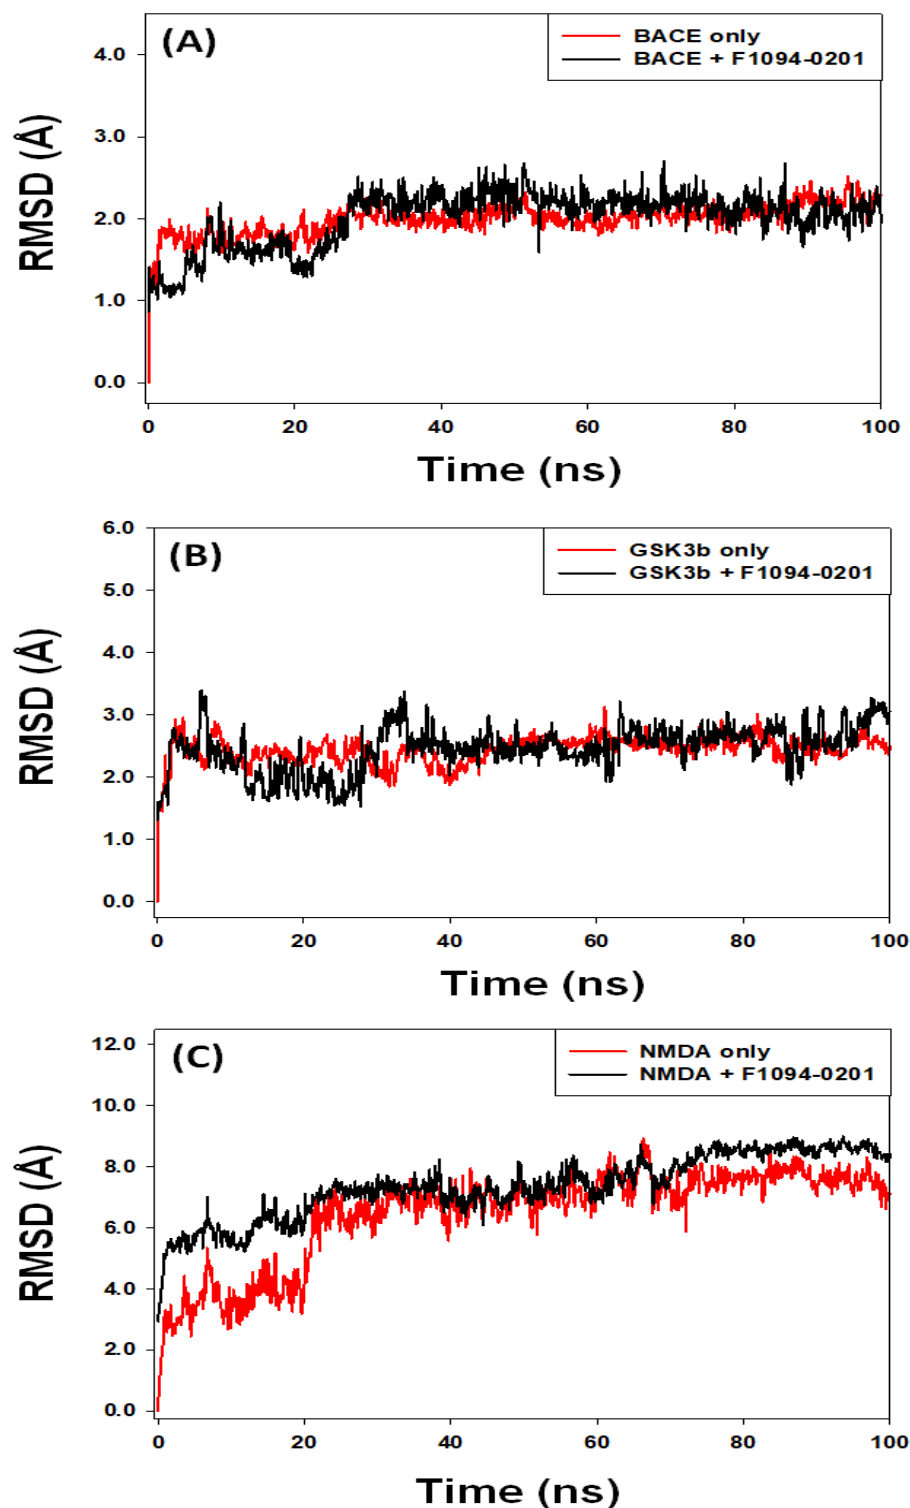 (A)
BACE only
BACE + F1094-0201
4.0
3.0
2.0
1.0
0.0
RMSD (Å)
0 20 40 60 80 100
Time (ns)
(B)
GSK3b only
GSK3b + F1094-0201
6.0
5.0
4.0
3.0
2.0
1.0
0.0
RMSD (Å)
0 20 40 60 80 100
Time (ns)
(C)
NMDA only
NMDA + F1094-0201
12.0
10.0
8.0
6.0
4.0
2.0
0.0
RMSD (Å)
0 20 40 60 80 100
Time (ns)